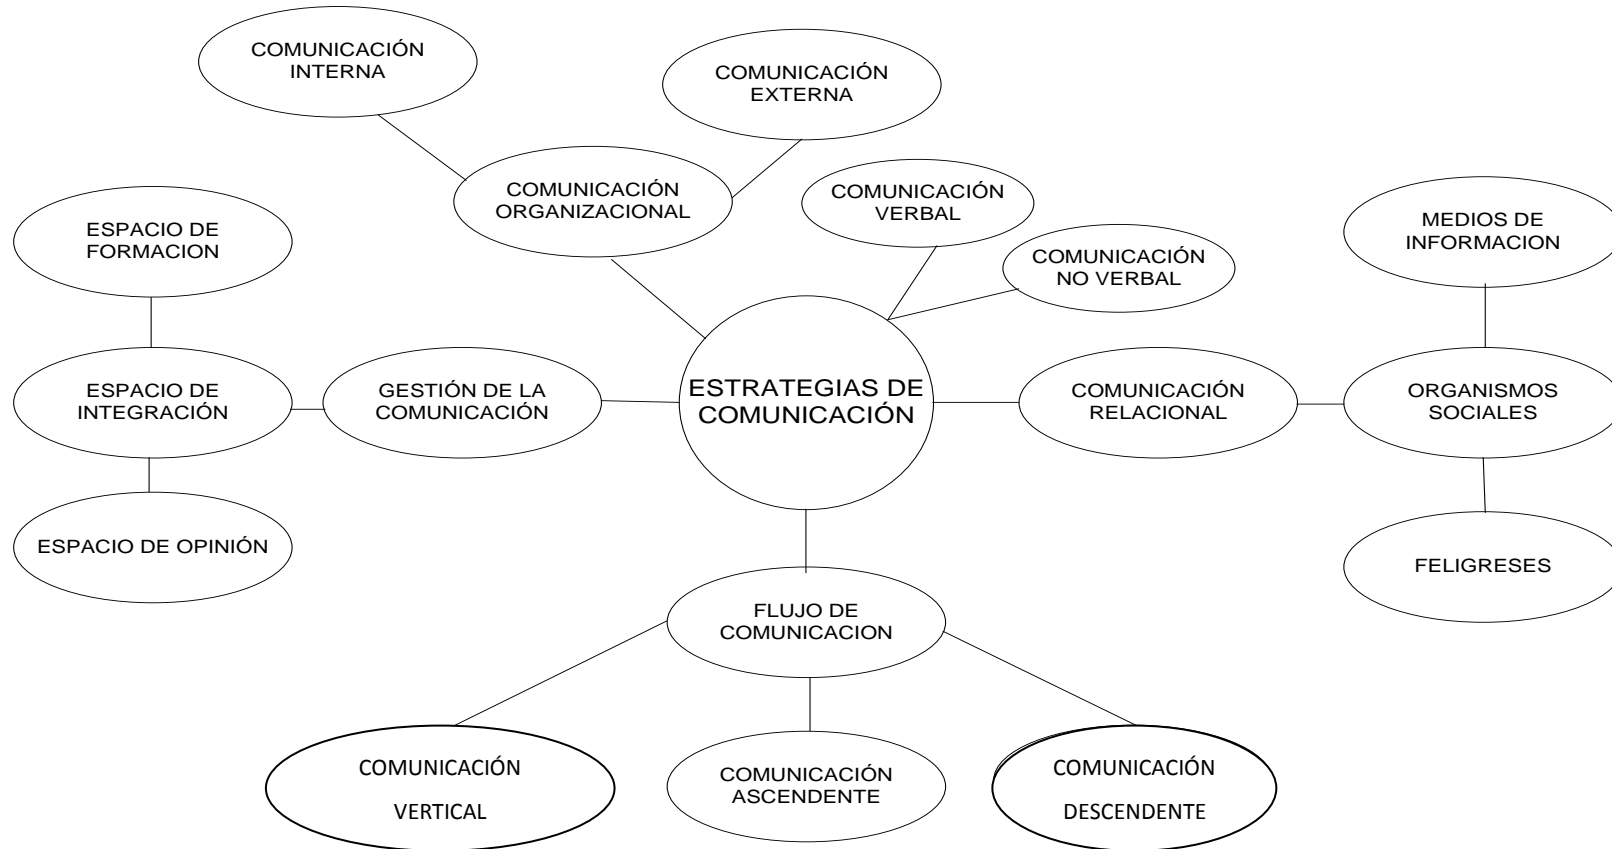 COMUNICACIÓN
INTERNA
COMUNICACIÓN
EXTERNA
COMUNICACIÓN
ORGANIZACIONAL
COMUNICACIÓN
VERBAL
COMUNICACIÓN
NO VERBAL
ESPACIO DE
FORMACION
MEDIOS DE
INFORMACION
ESPACIO DE
INTEGRACIÓN
GESTIÓN DE LA
COMUNICACIÓN
ESTRATEGIAS DE
COMUNICACIÓN
COMUNICACIÓN
RELACIONAL
ORGANISMOS
SOCIALES
ESPACIO DE OPINIÓN
FELIGRESES
FLUJO DE
COMUNICACION
COMUNICACIÓN
VERTICAL
COMUNICACIÓN
ASCENDENTE
COMUNICACIÓN
DESCENDENTE